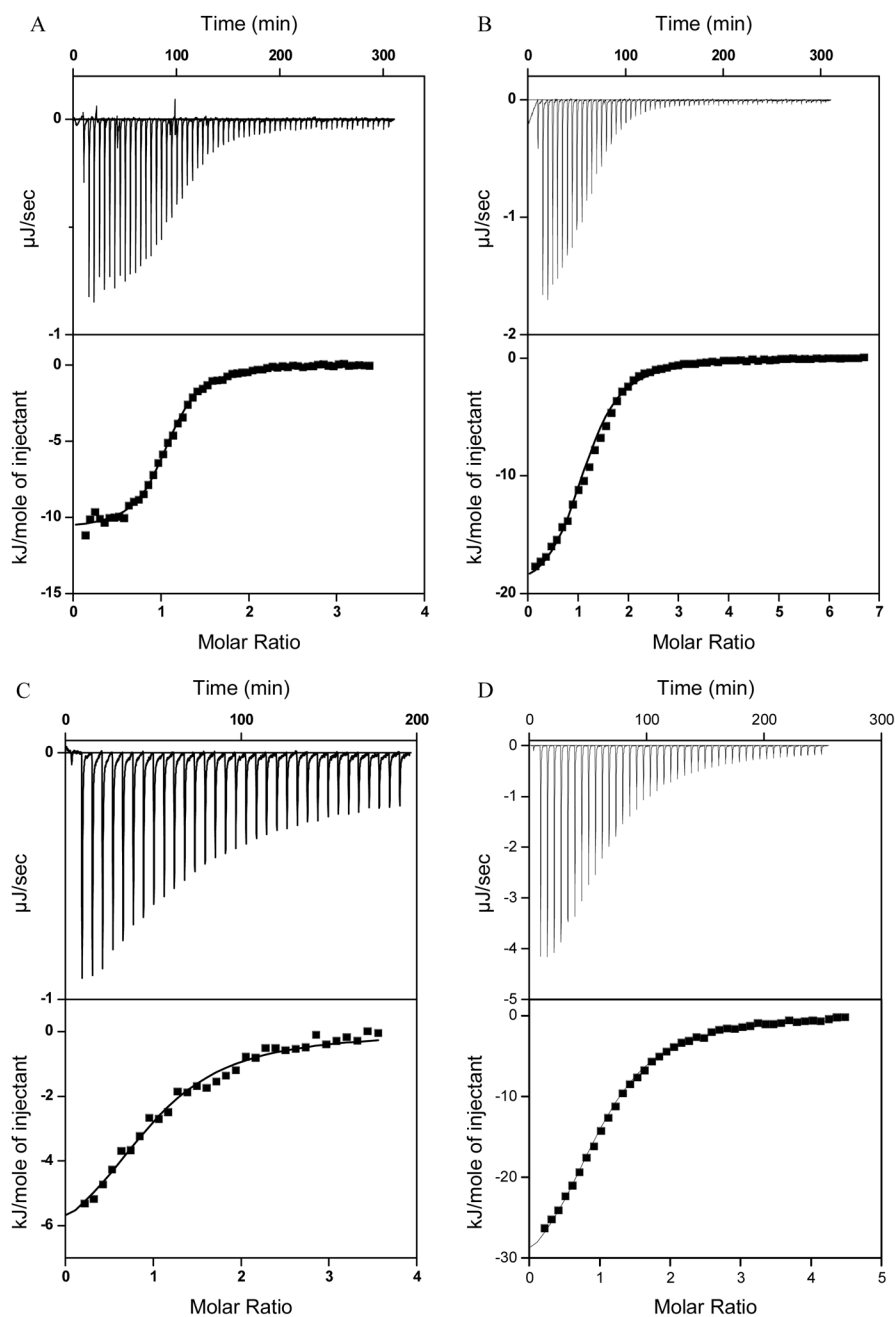 A
Time (min)
0 100 200 300
0
-1
µJ/sec
0
-5
-10
-15
kJ/mole of injectant
0 1 2 3 4
Molar Ratio
B
Time (min)
0 100 200 300
0
-1
-2
µJ/sec
0
-10
-20
kJ/mole of injectant
0 1 2 3 4 5 6 7
Molar Ratio
C
Time (min)
0 100 200
0
-1
µJ/sec
0
-2
-4
-6
kJ/mole of injectant
0 1 2 3 4
Molar Ratio
D
Time (min)
0 100 200 300
0
-1
-2
-3
-4
-5
µJ/sec
0
-10
-20
-30
kJ/mole of injectant
0 1 2 3 4 5
Molar Ratio